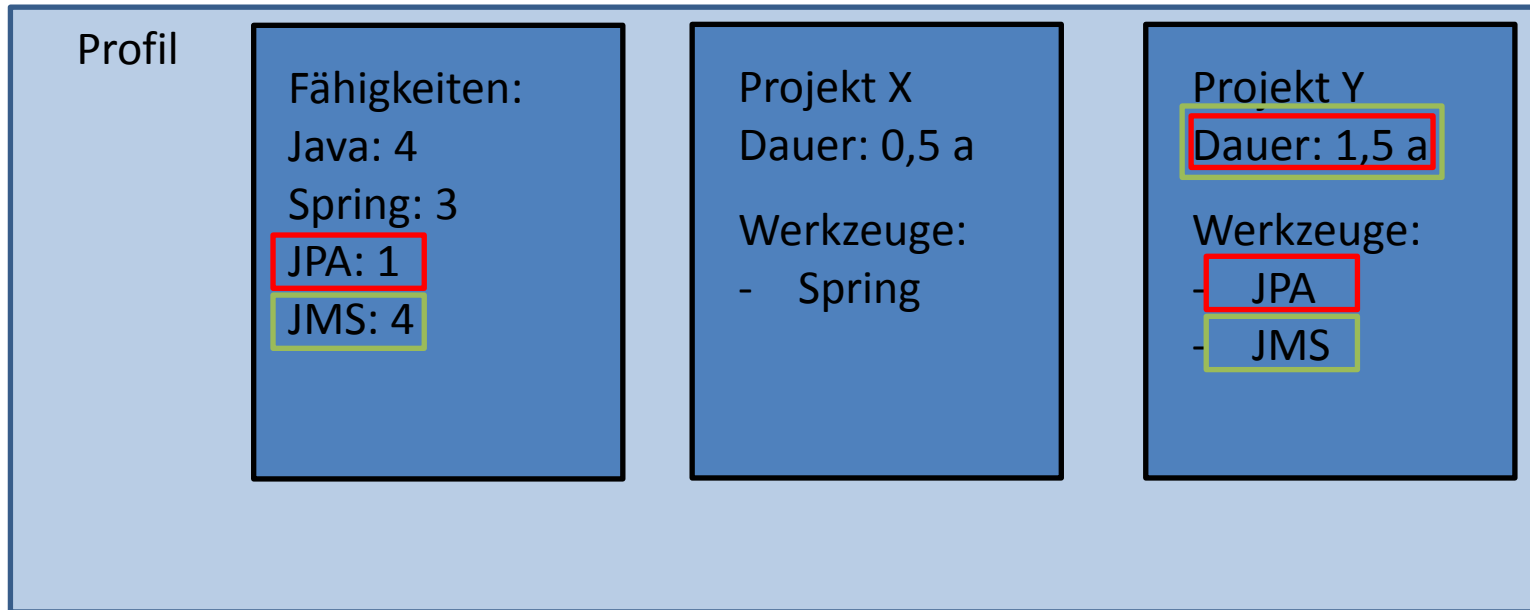 Profil
Fähigkeiten:
Java: 4
Spring: 3
JPA: 1
JMS: 4
Projekt X
Dauer: 0,5 a
Werkzeuge:
- Spring
Projekt Y
Dauer: 1,5 a
Werkzeuge:
- JPA
- JMS